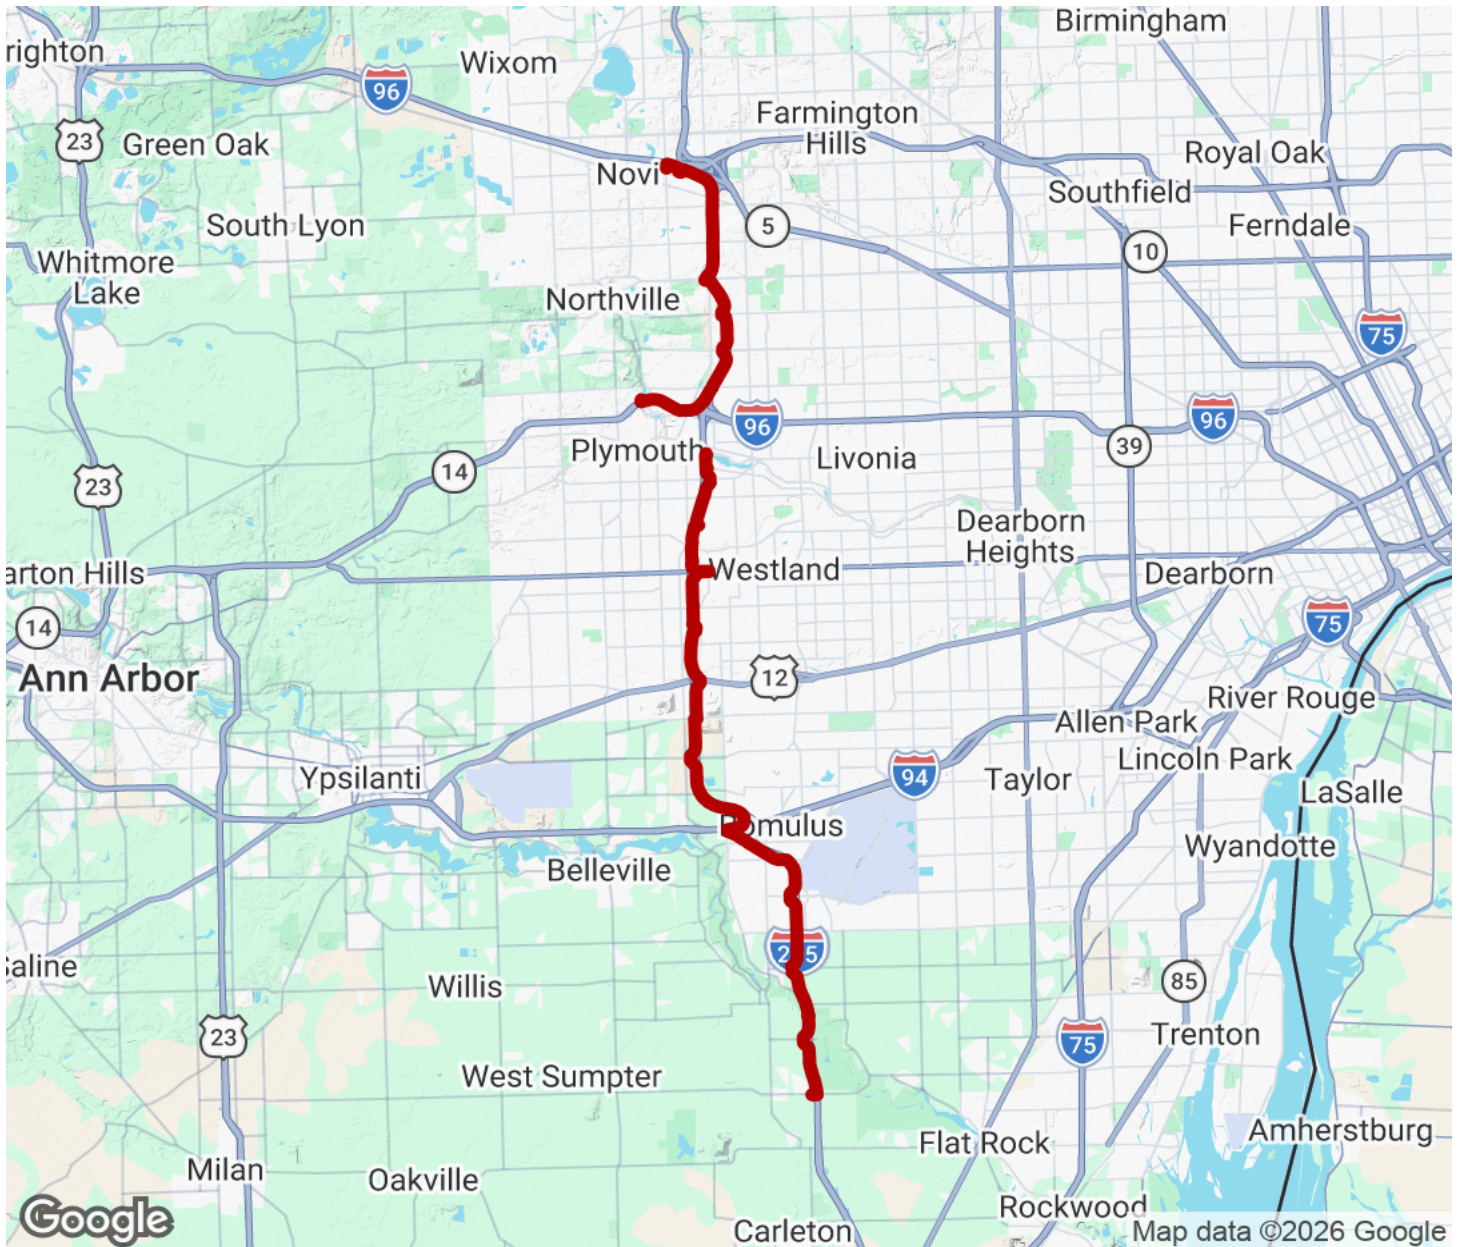 Birmingham
righton
Wixom
96
Farmington
Hills
23
Green Oak
Royal Oak
Novi
Southfield
South Lyon
5
Ferndale
10
Whitmore
Lake
Northville
75
96
96
39
Plymouth
Livonia
14
23
Dearborn
Heights
Westland
arton Hills
Dearborn
14
75
Ann Arbor
12
River Rouge
Allen Park
Lincoln Park
94
Ypsilanti
Taylor
LaSalle
Romulus
Wyandotte
Belleville
Saline
Willis
85
23
Trenton
75
West Sumpter
Flat Rock
Amherstburg
Milan
Oakville
Rockwood
Google
Carleton
Map data ©2026 Google